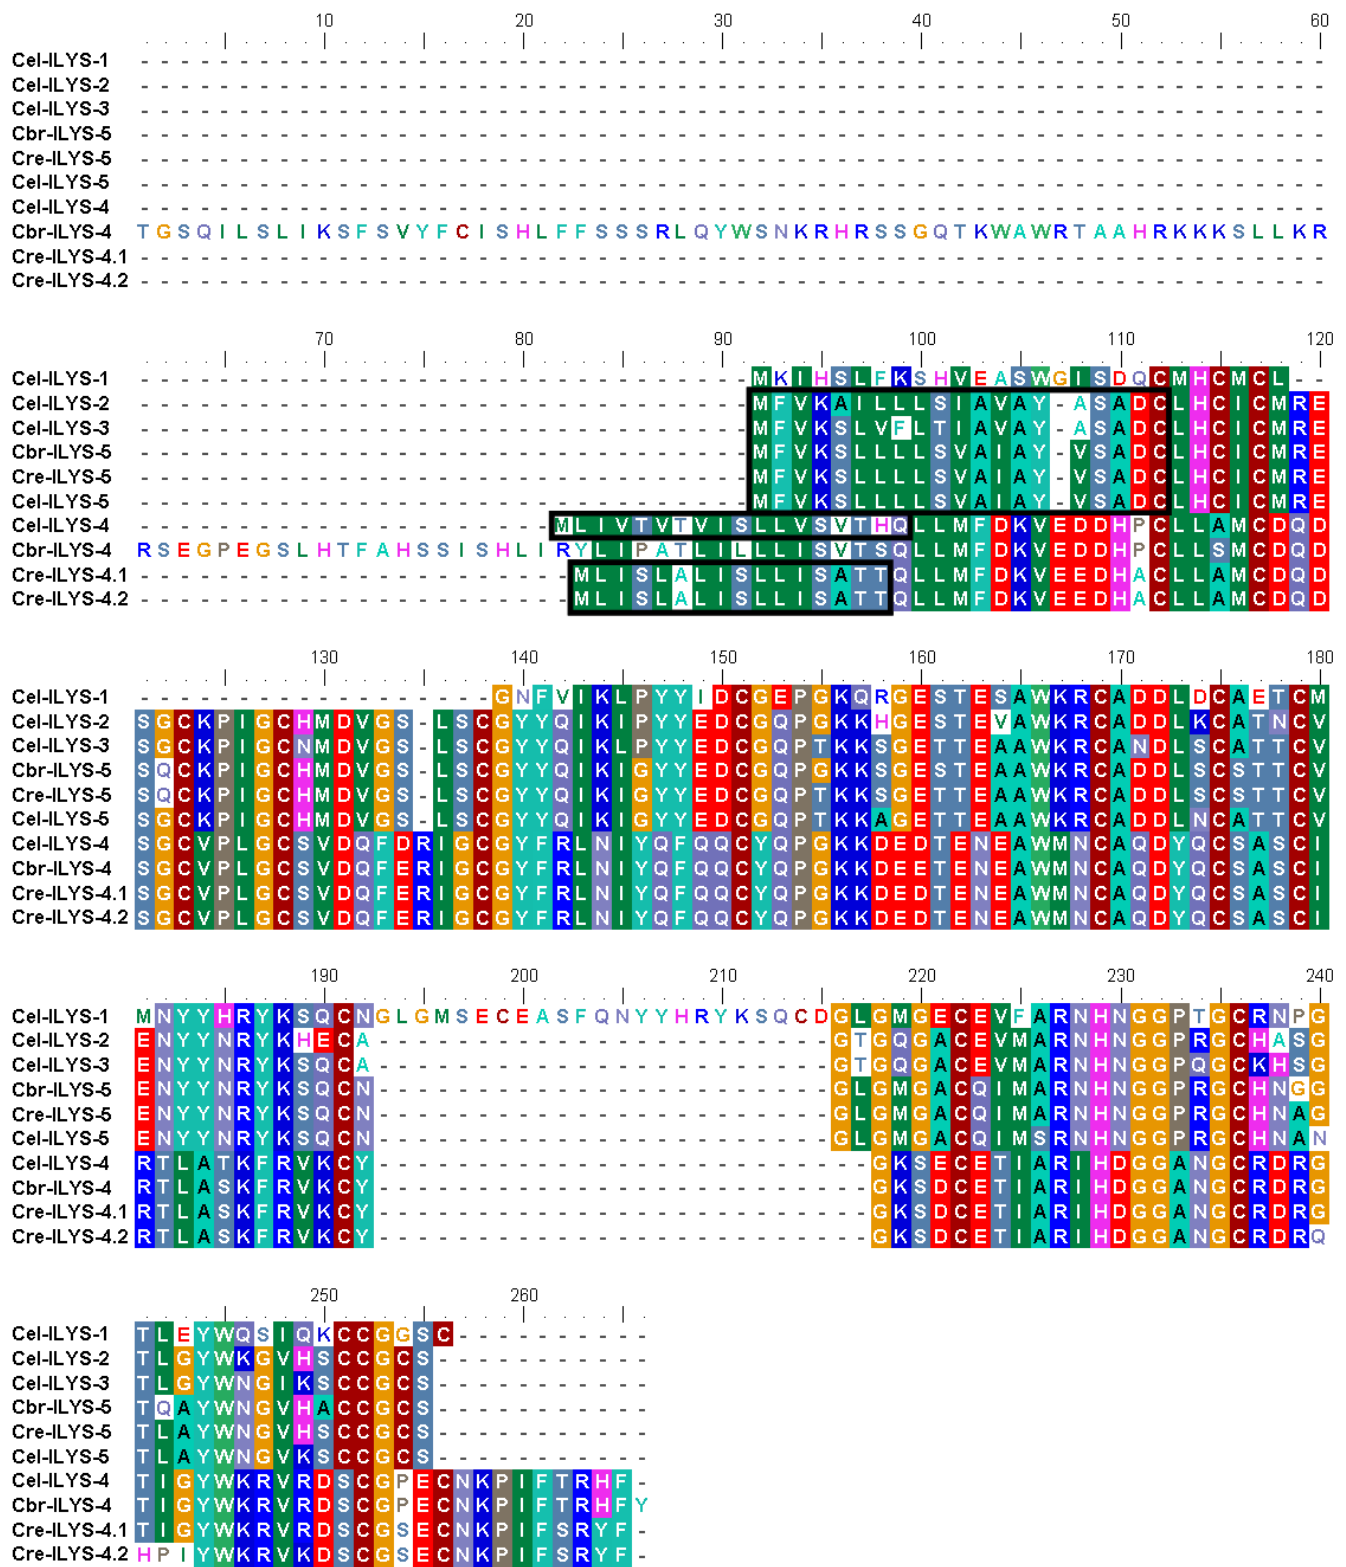 10 20 30 40 50 60
Cel-ILYS-1 ------------------------------------------------------------
Cel-ILYS-2 ------------------------------------------------------------
Cel-ILYS-3 ------------------------------------------------------------
Cbr-ILYS-5 ------------------------------------------------------------
Cre-ILYS-5 ------------------------------------------------------------
Cel-ILYS-5 ------------------------------------------------------------
Cel-ILYS-4 ------------------------------------------------------------
Cbr-ILYS-4 TGSQILSLIKSFSVYFCISHLFFSSSRLQYWSNKRHRSSGQTKWAWRTAAHRKKKSLLKR
Cre-ILYS-4.1 ------------------------------------------------------------
Cre-ILYS-4.2 ------------------------------------------------------------
70 80 90 100 110 120
Cel-ILYS-1 -------------------------------MKIHSLFKSHVEASWGISDQCMHCMCL--
Cel-ILYS-2 -------------------------------MFVKAILLLSIAVAY-ASADCLHCICMRE
Cel-ILYS-3 -------------------------------MFVKSLVFLTIAVAY-ASADCLHCICMRE
Cbr-ILYS-5 -------------------------------MFVKSLLLLSVAIAY-VSADCLHCICMRE
Cre-ILYS-5 -------------------------------MFVKSLLLLSVAIAY-VSADCLHCICMRE
Cel-ILYS-5 -------------------------------MFVKSLLLLSVAIAY-VSADCLHCICMRE
Cel-ILYS-4 ---------------------MLIVTVTVISLLVSVTHQLLMFDKVEDDHPCLLAMCDQD
Cbr-ILYS-4 RSEGPEGSLHTFAHSSISHLIRYLIPATLILLLISVTSQLLMFDKVEDDHPCLLSMCDQD
Cre-ILYS-4.1 ----------------------MLISLALISLLISATTQLLMFDKVEEDHACLLAMCDQD
Cre-ILYS-4.2 ----------------------MLISLALISLLISATTQLLMFDKVEEDHACLLAMCDQD
130 140 150 160 170 180
Cel-ILYS-1 ------------------GNFVIKLPYYIDCGEPGKQRGESTESAWKRCADDLDCAETCM
Cel-ILYS-2 SGCKPIGCHMDVGS-LSCGYYQIKIPYYEDCGQPGKKHGESTEVAWKRCADDLKCATNCV
Cel-ILYS-3 SGCKPIGCNMDVGS-LSCGYYQIKLPYYEDCGQPTKKSGETTEAAWKRCANDLSCATTCV
Cbr-ILYS-5 SQCKPIGCHMDVGS-LSCGYYQIKIGYYEDCGQPGKKSGESTEAAWKRCADDLSCSTTCV
Cre-ILYS-5 SQCKPIGCHMDVGS-LSCGYYQIKIGYYEDCGQPTKKSGETTEAAWKRCADDLSCSTTCV
Cel-ILYS-5 SGCKPIGCHMDVGS-LSCGYYQIKIGYYEDCGQPTKKAGETTEAAWKRCADDLNCATTCV
Cel-ILYS-4 SGCVPLGCSVDQFDRIGCGYFRLNIYQFQQCYQPGKKDEDTENEAWMNCAQDYQCSASCI
Cbr-ILYS-4 SGCVPLGCSVDQFERIGCGYFRLNIYQFQQCYQPGKKDEETENEAWMNCAQDYQCSASCI
Cre-ILYS-4.1 SGCVPLGCSVDQFERIGCGYFRLNIYQFQQCYQPGKKDEDTENEAWMNCAQDYQCSASCI
Cre-ILYS-4.2 SGCVPLGCSVDQFERIGCGYFRLNIYQFQQCYQPGKKDEDTENEAWMNCAQDYQCSASCI
190 200 210 220 230 240
Cel-ILYS-1 MNYYHRYKSQCNGLGMSECEASFQNYYHRYKSQCDGLGMGECEVFARNHNGGPTGCRNPG
Cel-ILYS-2 ENYYNRYKHECA-----------------------GTGQGACEVMARNHNGGPRGCHASG
Cel-ILYS-3 ENYYNRYKSQCA-----------------------GTGQGACEVMARNHNGGPQGCKHSG
Cbr-ILYS-5 ENYYNRYKSQCN-----------------------GLGMGACQIMARNHNGGPRGCHNGG
Cre-ILYS-5 ENYYNRYKSQCN-----------------------GLGMGACQIMARNHNGGPRGCHNAG
Cel-ILYS-5 ENYYNRYKSQCN-----------------------GLGMGACQIMSRNHNGGPRGCHNAN
Cel-ILYS-4 RTLATKFRVKCY-------------------------GKSECETIARIHDGGANGCRDRG
Cbr-ILYS-4 RTLASKFRVKCY-------------------------GKSDCETIARIHDGGANGCRDRG
Cre-ILYS-4.1 RTLASKFRVKCY-------------------------GKSDCETIARIHDGGANGCRDRG
Cre-ILYS-4.2 RTLASKFRVKCY-------------------------GKSDCETIARIHDGGANGCRDRQ
250 260
Cel-ILYS-1 TLEYWQSIQKCCGGSC----------
Cel-ILYS-2 TLGYWKGVHSCCGCS-----------
Cel-ILYS-3 TLGYWNGIKSCCGCS-----------
Cbr-ILYS-5 TQAYWNGVHACCGCS-----------
Cre-ILYS-5 TLAYWNGVHSCCGCS-----------
Cel-ILYS-5 TLAYWNGVKSCCGCS-----------
Cel-ILYS-4 TIGYWKRVRDSCGPECNKPIFTRHF-
Cbr-ILYS-4 TIGYWKRVRDSCGPECNKPIFTRHFY
Cre-ILYS-4.1 TIGYWKRVRDSCGSECNKPIFSRYF-
Cre-ILYS-4.2 HPIYWKRVKDSCGSECNKPIFSRYF-